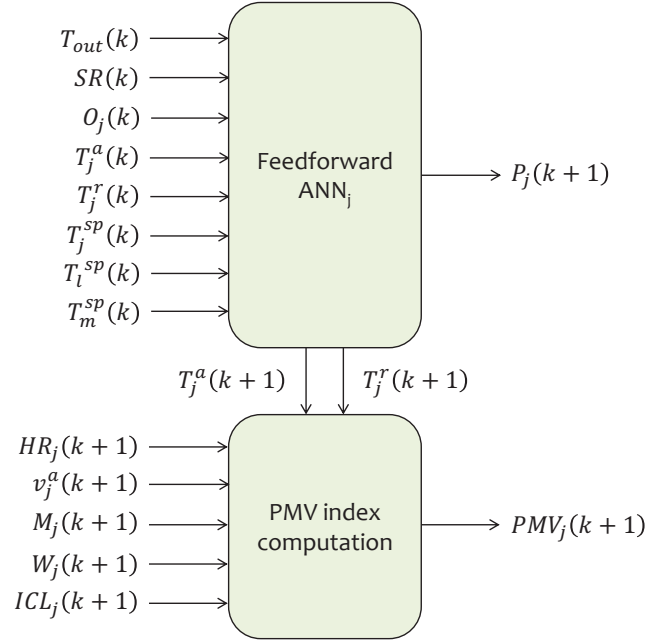 T_out(k)
SR(k)
O_j(k)
T_j^a(k)
T_j^r(k)
T_j^sp(k)
T_l^sp(k)
T_m^sp(k)
Feedforward
ANN_j
P_j(k + 1)
T_j^a(k + 1)
T_j^r(k + 1)
HR_j(k + 1)
v_j^a(k + 1)
M_j(k + 1)
W_j(k + 1)
ICL_j(k + 1)
PMV index
computation
PMV_j(k + 1)